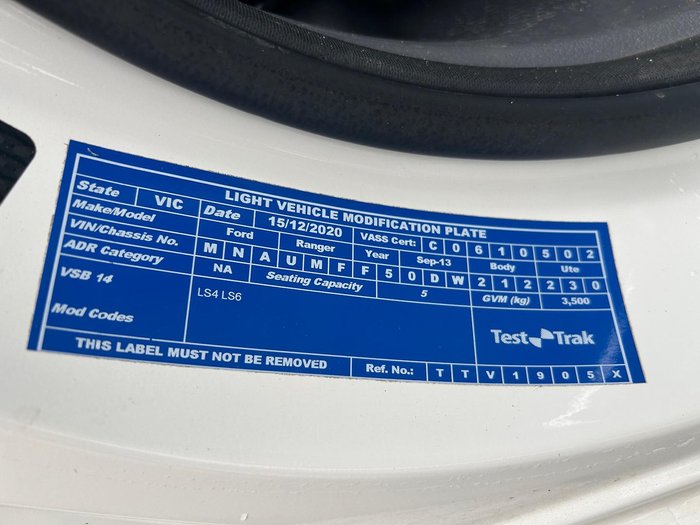 LIGHT VEHICLE MODIFICATION PLATE
State VIC Date 15/12/2020 VASS Cert: C 0 6 1 0 5 0 2
Make/Model Ford Ranger Year Sep-13 Body Ute
VIN/Chassis No. M N A U M F F 5 0 D W 2 1 2 2 3 0
ADR Category NA Seating Capacity 5 GVM (kg) 3,500
VSB 14
Mod Codes
LS4 LS6
Test Trak
THIS LABEL MUST NOT BE REMOVED Ref. No.: T T V 1 9 0 5 X